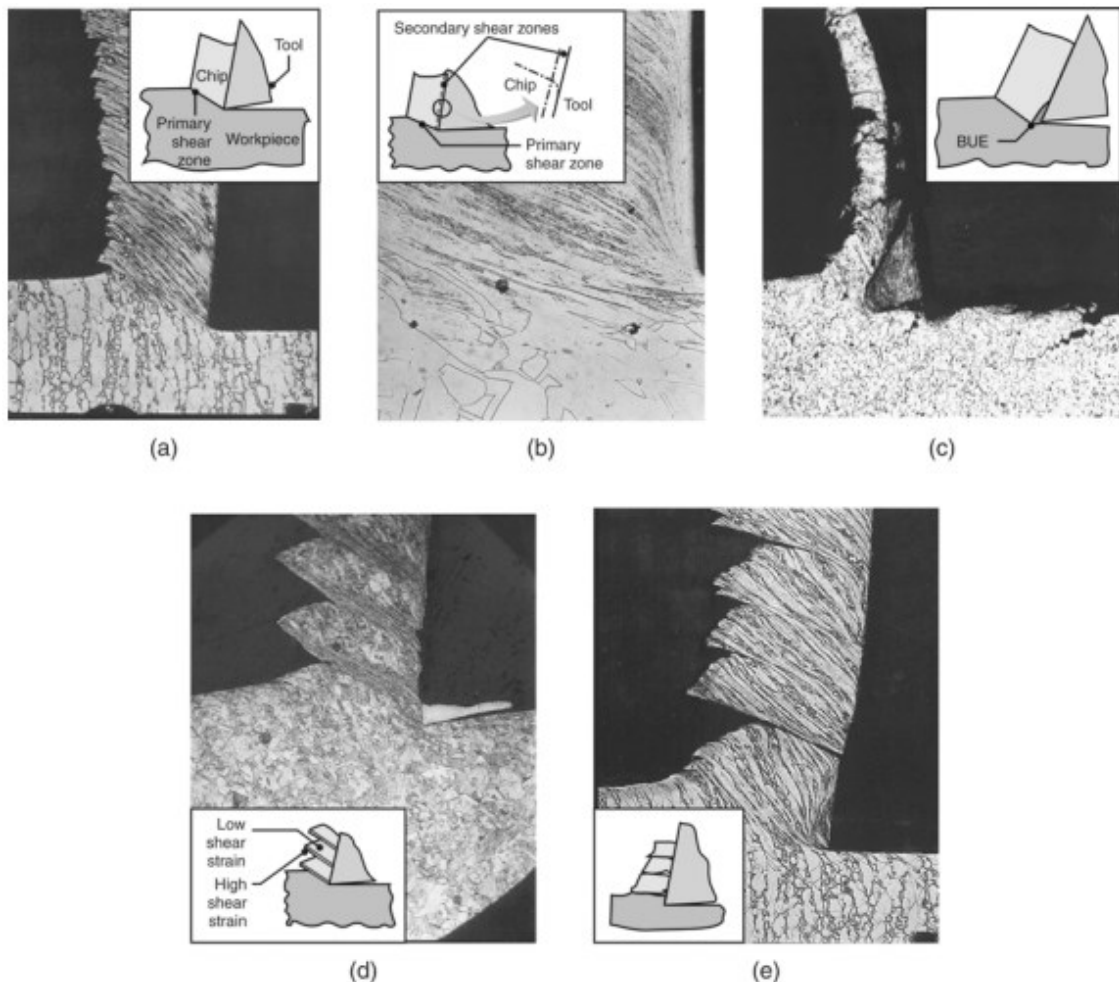 Chip
Tool
Primary
shear
zone
Workpiece
(a)
Secondary shear zones
Chip
Tool
Primary
shear zone
(b)
BUE
(c)
Low
shear
strain
High
shear
strain
(d)
(e)